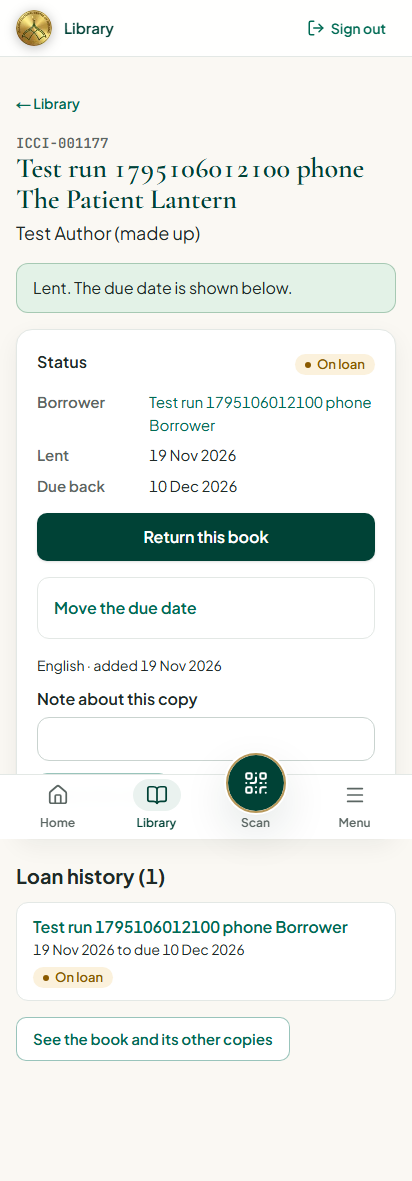 Library
Sign out
← Library
ICCI-001177
Test run 1795106012100 phone
The Patient Lantern
Test Author (made up)
Lent. The due date is shown below.
Status
On loan
Borrower
Test run 1795106012100 phone
Borrower
Lent
19 Nov 2026
Due back
10 Dec 2026
Return this book
Move the due date
English · added 19 Nov 2026
Note about this copy
Home
Library
Scan
Menu
Loan history (1)
Test run 1795106012100 phone Borrower
19 Nov 2026 to due 10 Dec 2026
On loan
See the book and its other copies